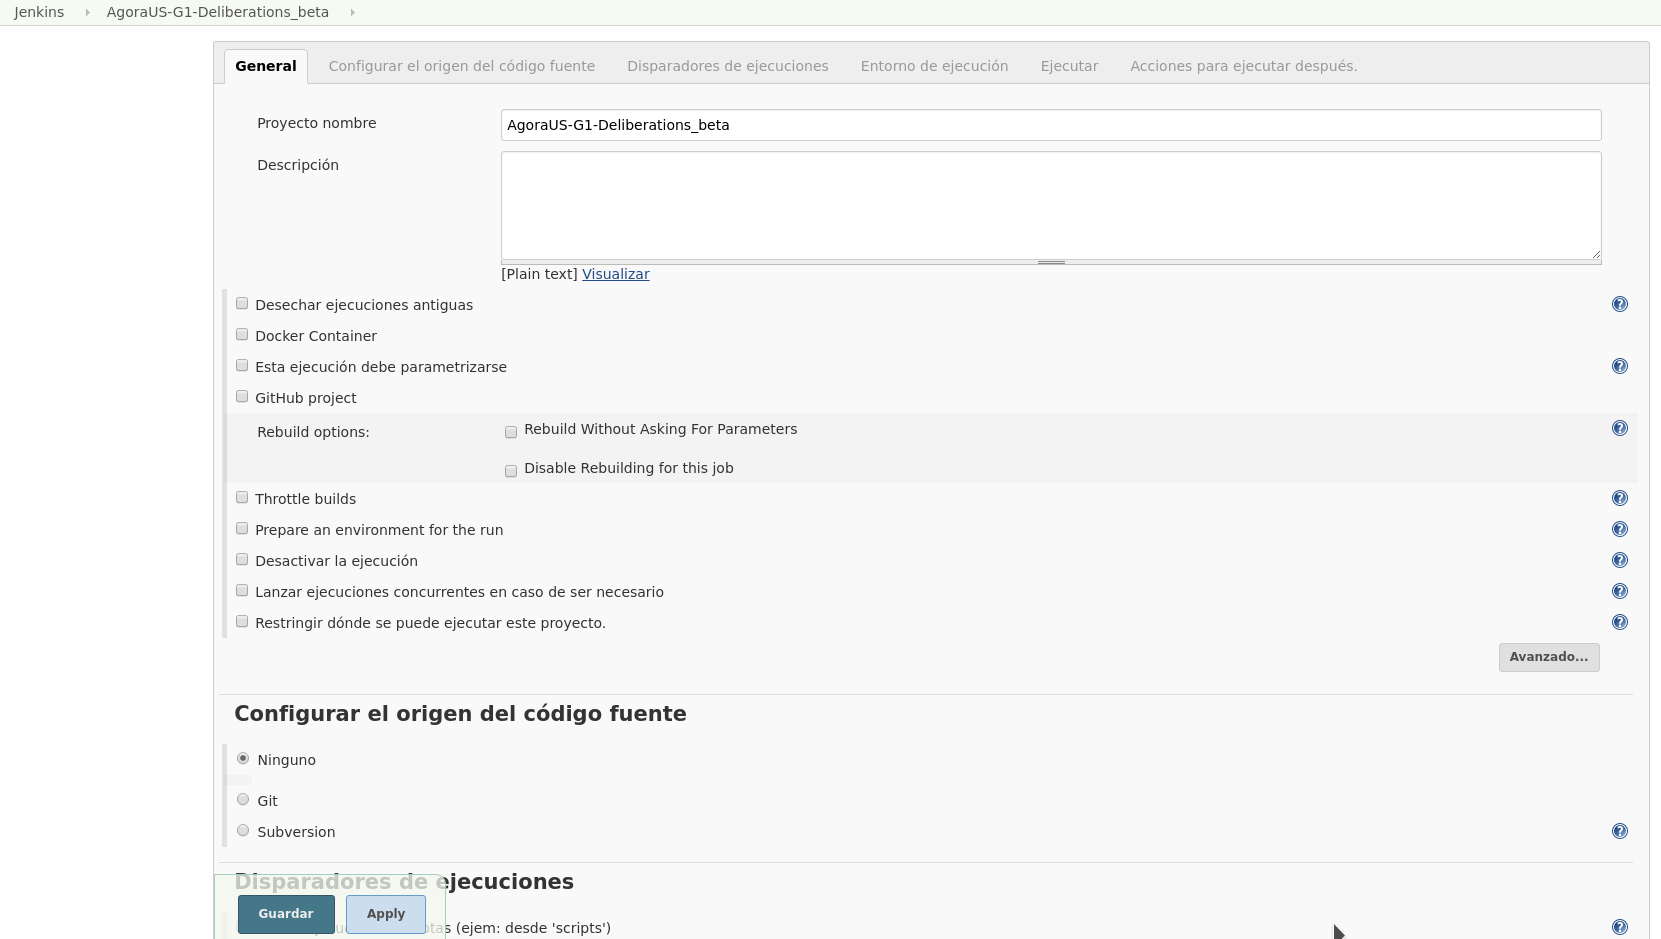 Jenkins AgoraUS-G1-Deliberations_beta
General Configurar el origen del código fuente Disparadores de ejecuciones Entorno de ejecución Ejecutar Acciones para ejecutar después.
Proyecto nombre AgoraUS-G1-Deliberations_beta
Descripción
[Plain text] Visualizar
Desechar ejecuciones antiguas
Docker Container
Esta ejecución debe parametrizarse
GitHub project
Rebuild options: Rebuild Without Asking For Parameters
Disable Rebuilding for this job
Throttle builds
Prepare an environment for the run
Desactivar la ejecución
Lanzar ejecuciones concurrentes en caso de ser necesario
Restringir dónde se puede ejecutar este proyecto.
Avanzado...
Configurar el origen del código fuente
Ninguno
Git
Subversion
Disparadores de ejecuciones
Guardar Apply
(ejem: desde 'scripts')